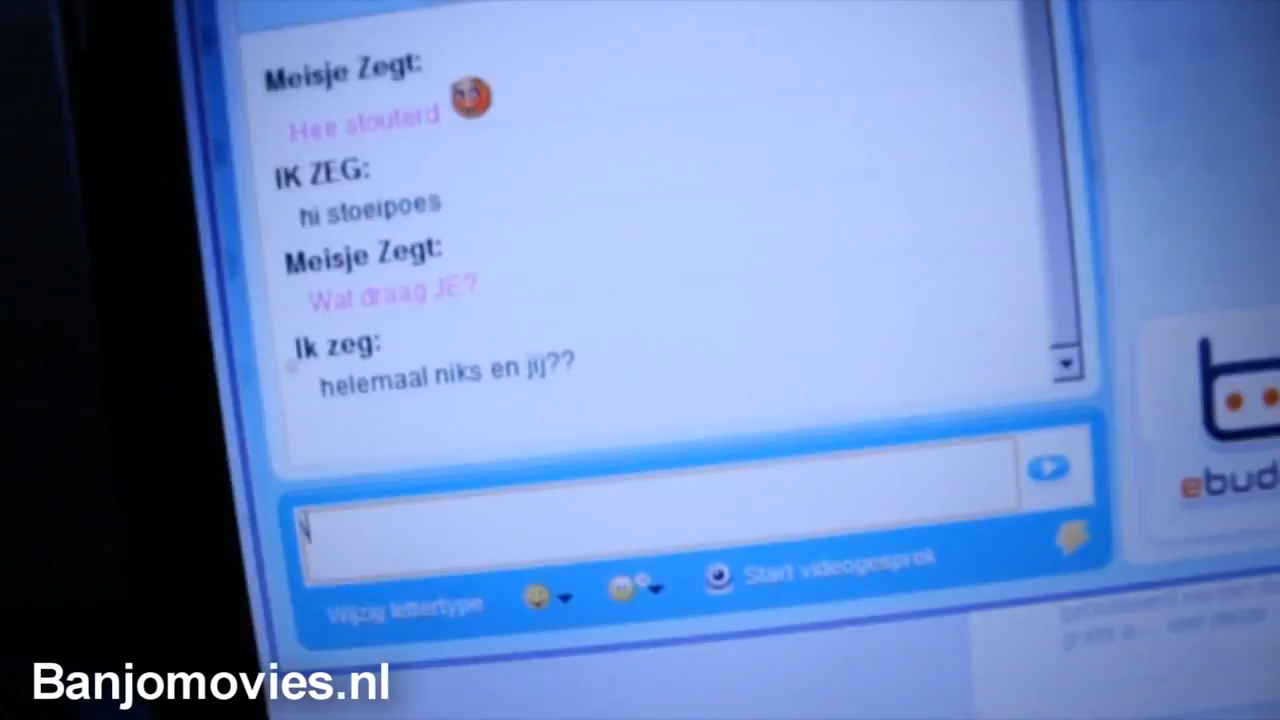 Meisje Zegt:
Hee stouterd
IK ZEG:
hi stoeipoes
Meisje Zegt:
Wat draag JE?
Ik zeg:
helemaal niks en jij??
ebud
Wijzig lettertype
Start videogesprek
Banjomovies.nl